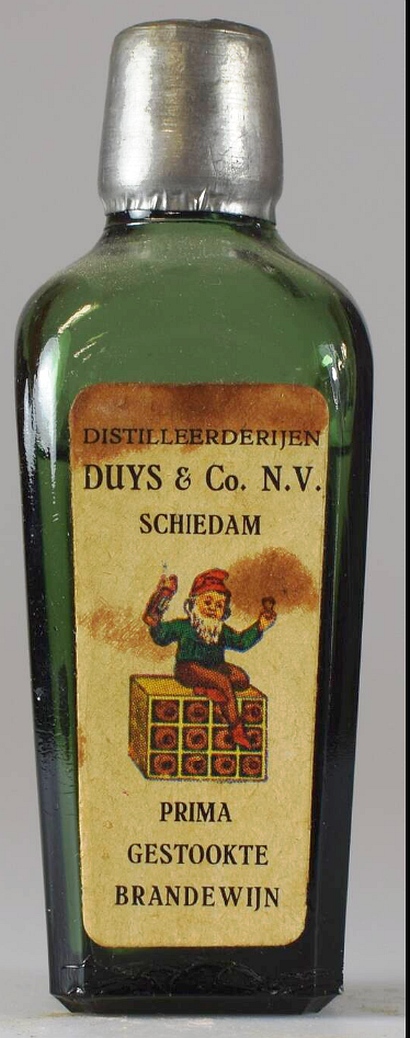 DISTILLEERDERIJEN
DUYS & Co. N.V.
SCHIEDAM
PRIMA
GESTOOKTE
BRANDEWIJN